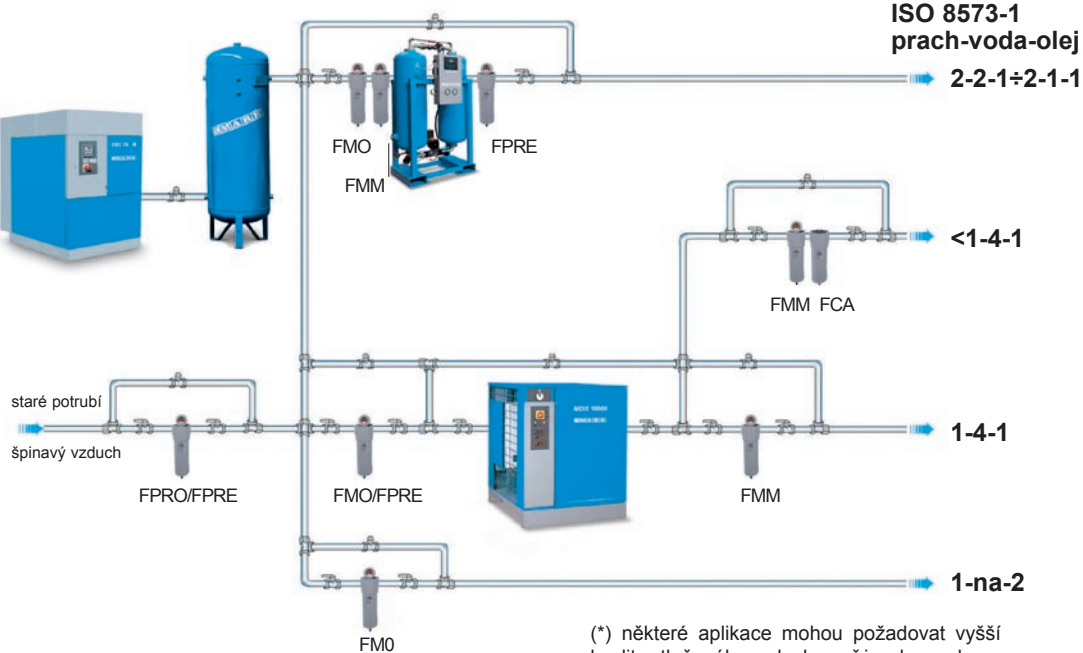 ISO 8573-1
prach-voda-olej
2-2-1÷2-1-1
FMO
FPRE
FMM
<1-4-1
FMM FCA
staré potrubí
špinavý vzduch
1-4-1
FPRO/FPRE
FMO/FPRE
FMM
1-na-2
FM0
(*) některé aplikace mohou požadovat vyšší